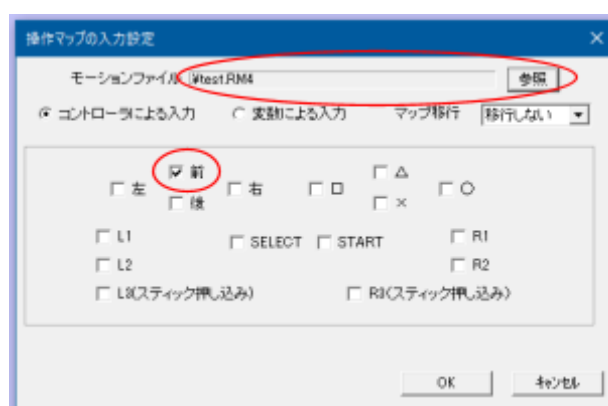 操作マップの入力設定
モーションファイル ¥test.RM4 参照
コントローラによる入力 変数による入力 マップ移行 移行しない
前 △
左 右 □ ○
後 ×
L1 SELECT START R1
L2 R2
L3(スティック押し込み) R3(スティック押し込み)
OK キャンセル